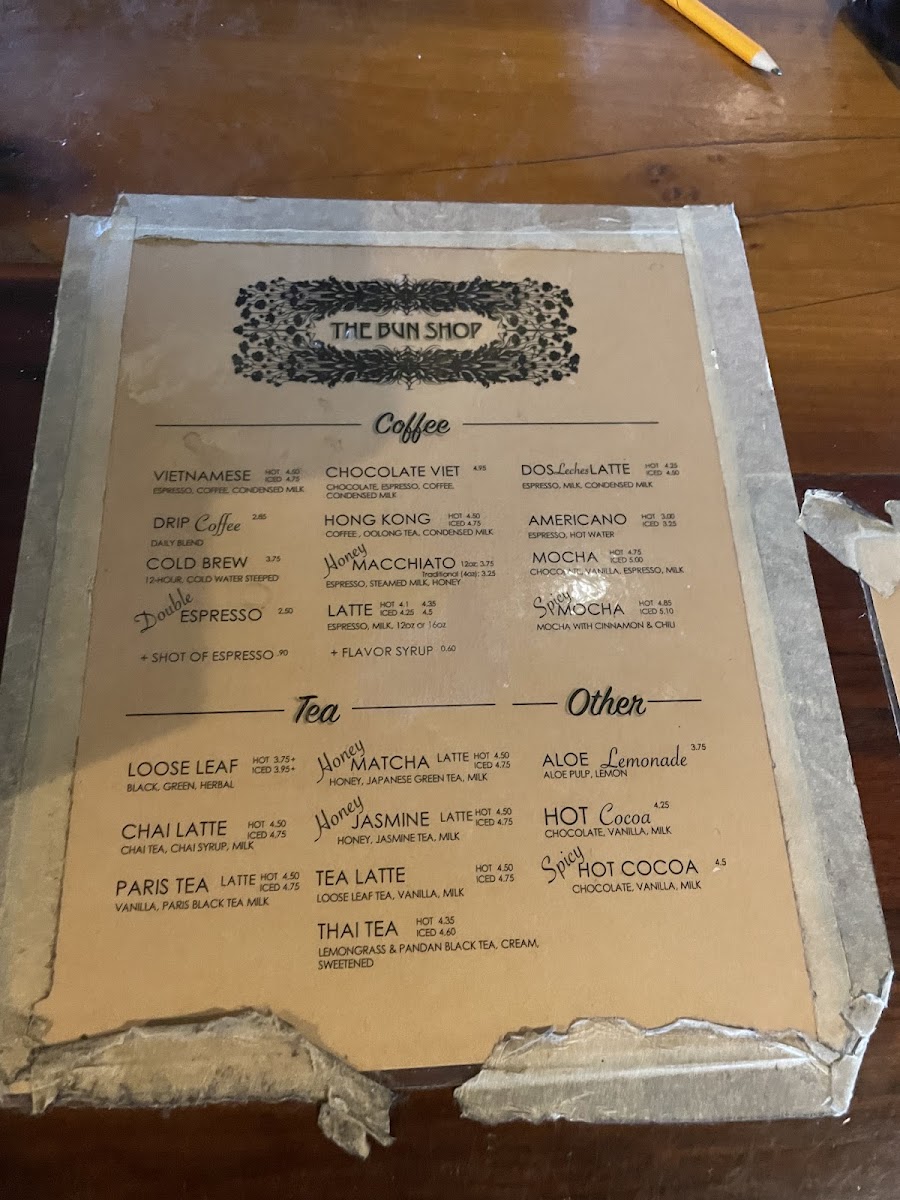 THE BUN SHOP
Coffee
VIETNAMESE HOT 4.50
ICED 4.75
ESPRESSO, COFFEE, CONDENSED MILK
CHOCOLATE VIET 4.95
CHOCOLATE, ESPRESSO, COFFEE,
CONDENSED MILK
DOS Leches LATTE HOT 4.25
ICED 4.50
ESPRESSO, MILK, CONDENSED MILK
DRIP Coffee 2.85
DAILY BLEND
HONG KONG HOT 4.50
ICED 4.75
COFFEE , OOLONG TEA, CONDENSED MILK
AMERICANO HOT 3.00
ICED 3.25
ESPRESSO, HOT WATER
COLD BREW 3.75
12-HOUR, COLD WATER STEEPED
Honey MACCHIATO 12oz: 3.75
Traditional (4oz): 3.25
ESPRESSO, STEAMED MILK, HONEY
MOCHA HOT 4.75
ICED 5.00
CHOCOLATE, VANILLA, ESPRESSO, MILK
Double ESPRESSO 2.50
LATTE HOT 4.1 4.35
ICED 4.25 4.5
ESPRESSO, MILK, 12oz or 16oz
Spicy MOCHA HOT 4.85
ICED 5.10
MOCHA WITH CINNAMON & CHILI
+ SHOT OF ESPRESSO .90
+ FLAVOR SYRUP 0.60
Tea
LOOSE LEAF HOT 3.75+
ICED 3.95+
BLACK, GREEN, HERBAL
Honey MATCHA LATTE HOT 4.50
ICED 4.75
HONEY, JAPANESE GREEN TEA, MILK
CHAI LATTE HOT 4.50
ICED 4.75
CHAI TEA, CHAI SYRUP, MILK
Honey JASMINE LATTE HOT 4.50
ICED 4.75
HONEY, JASMINE TEA, MILK
PARIS TEA LATTE HOT 4.50
ICED 4.75
VANILLA, PARIS BLACK TEA MILK
TEA LATTE HOT 4.50
ICED 4.75
LOOSE LEAF TEA, VANILLA, MILK
THAI TEA HOT 4.35
ICED 4.60
LEMONGRASS & PANDAN BLACK TEA, CREAM,
SWEETENED
Other
ALOE Lemonade 3.75
ALOE PULP, LEMON
HOT Cocoa 4.25
CHOCOLATE, VANILLA, MILK
Spicy HOT COCOA 4.5
CHOCOLATE, VANILLA, MILK